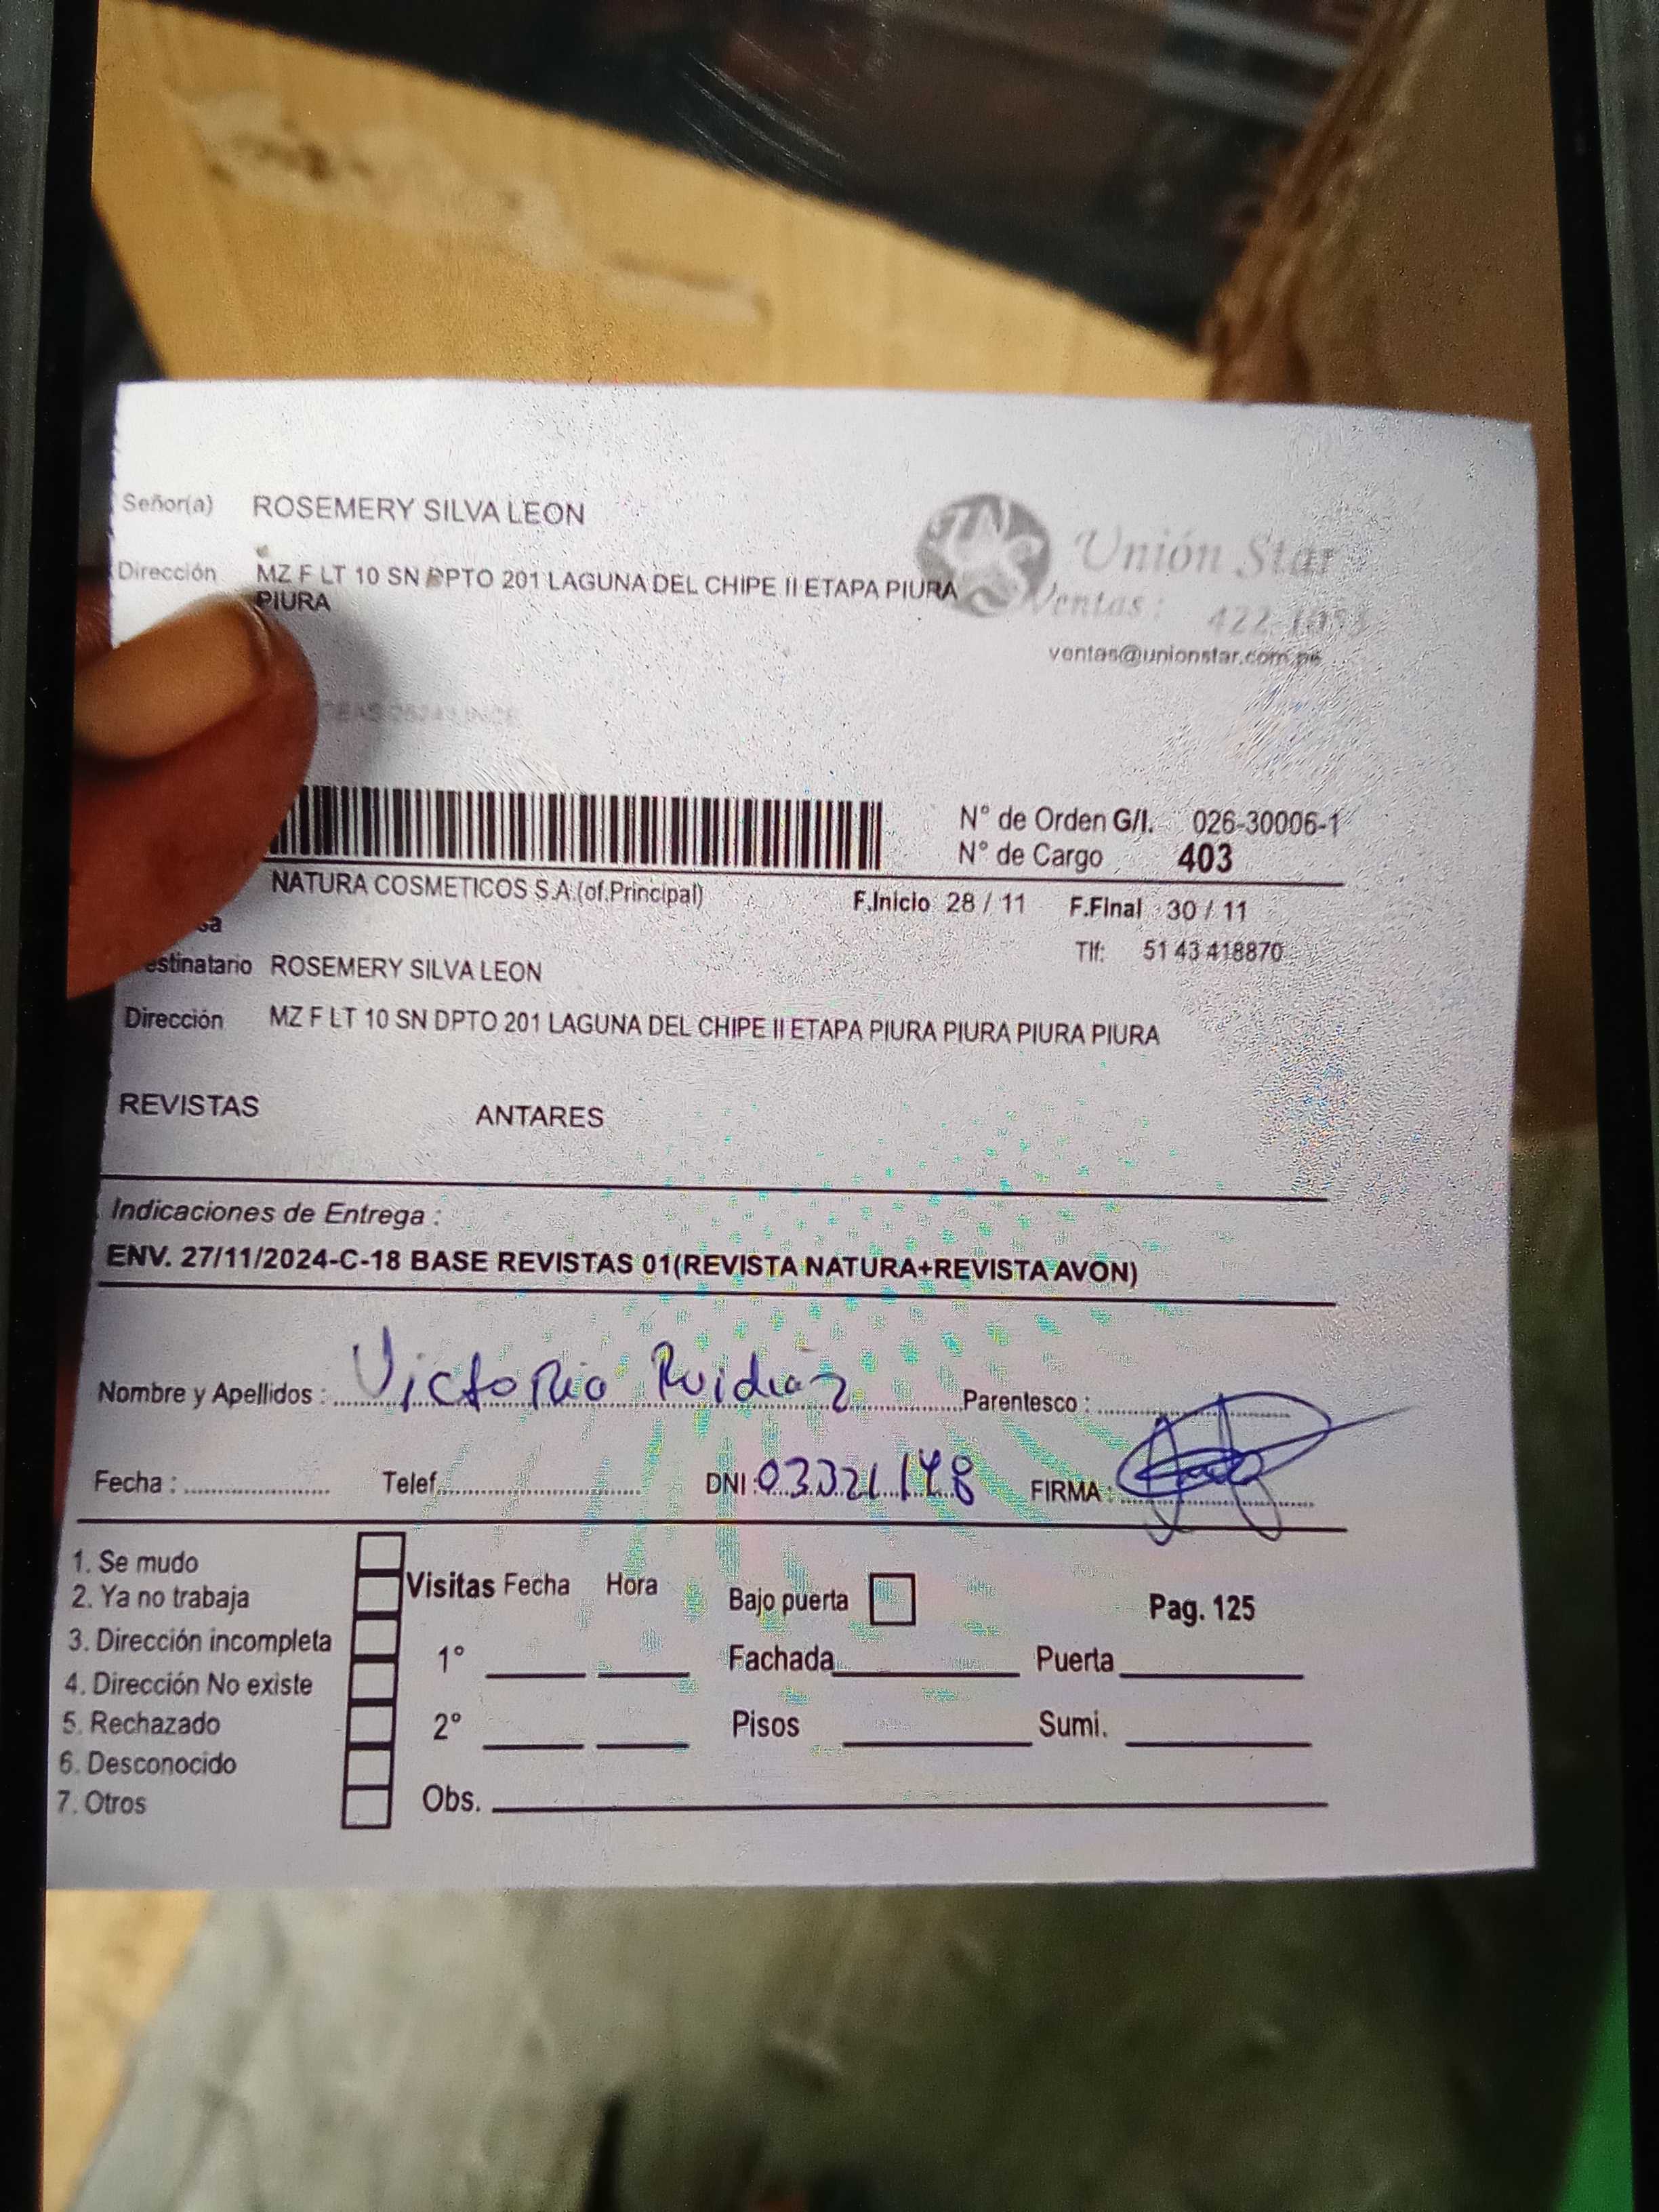 Señor(a) ROSEMERY SILVA LEON
Unión Star
Dirección MZ F LT 10 SN DPTO 201 LAGUNA DEL CHIPE II ETAPA PIURA
PIURA
Ventas :
ventas@unionstar.com.pe
N° de Orden G/I. 026-30006-1
N° de Cargo 403
NATURA COSMETICOS S.A.(of.Principal) F.Inicio 28 / 11 F.Final 30 / 11
sa
Tlf: 51 43 418870
estinatario ROSEMERY SILVA LEON
Dirección MZ F LT 10 SN DPTO 201 LAGUNA DEL CHIPE II ETAPA PIURA PIURA PIURA PIURA
REVISTAS ANTARES
Indicaciones de Entrega :
ENV. 27/11/2024-C-18 BASE REVISTAS 01(REVISTA NATURA+REVISTA AVON)
Nombre y Apellidos : Victoria Ruidiaz Parentesco :
Fecha : Telef. DNI : FIRMA :
1. Se mudo
2. Ya no trabaja
3. Dirección incompleta
4. Dirección No existe
5. Rechazado
6. Desconocido
7. Otros
Visitas Fecha Hora Bajo puerta Pag. 125
1° Fachada Puerta
2° Pisos Sumi.
Obs.